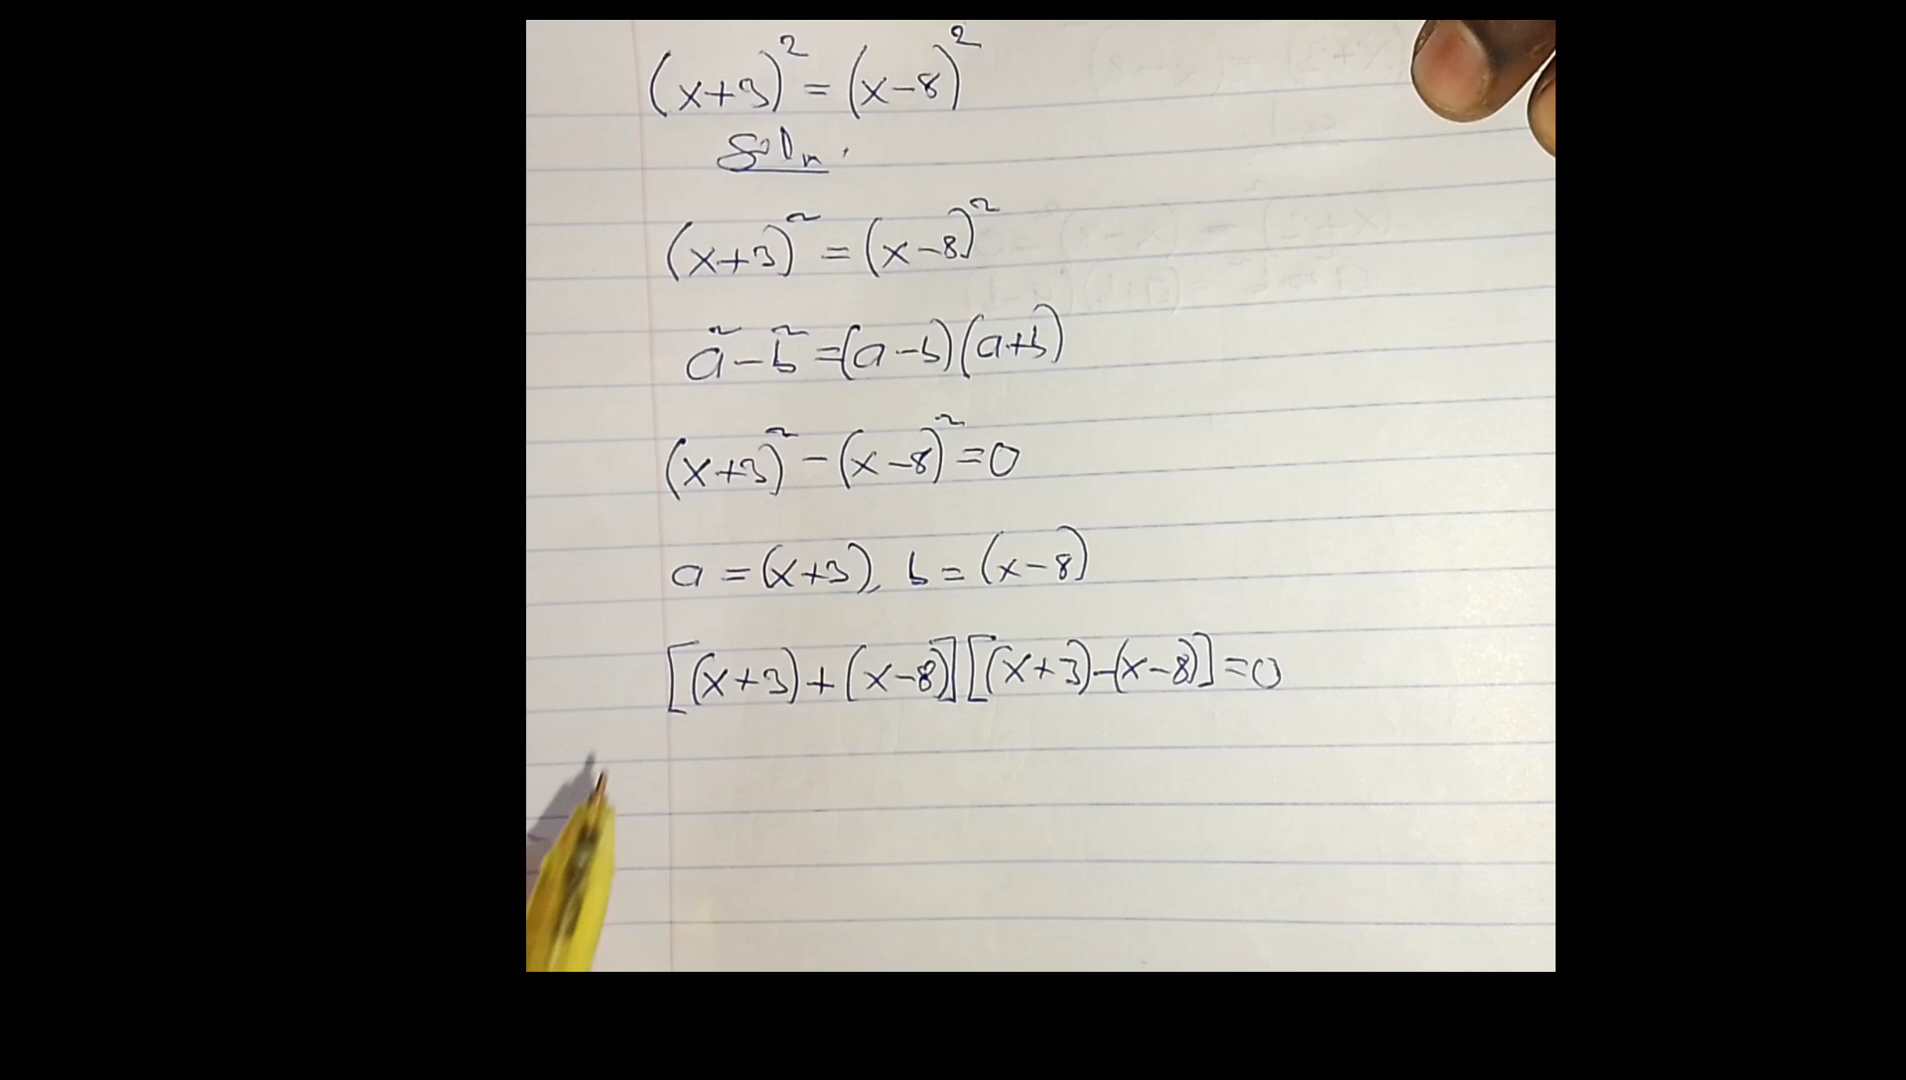 (x+3)² = (x-8)²
Soln.
(x+3)² = (x-8)²
a²-b² = (a-b)(a+b)
(x+3)² - (x-8)² = 0
a = (x+3), b = (x-8)
[(x+3)+(x-8)][(x+3)-(x-8)] = 0